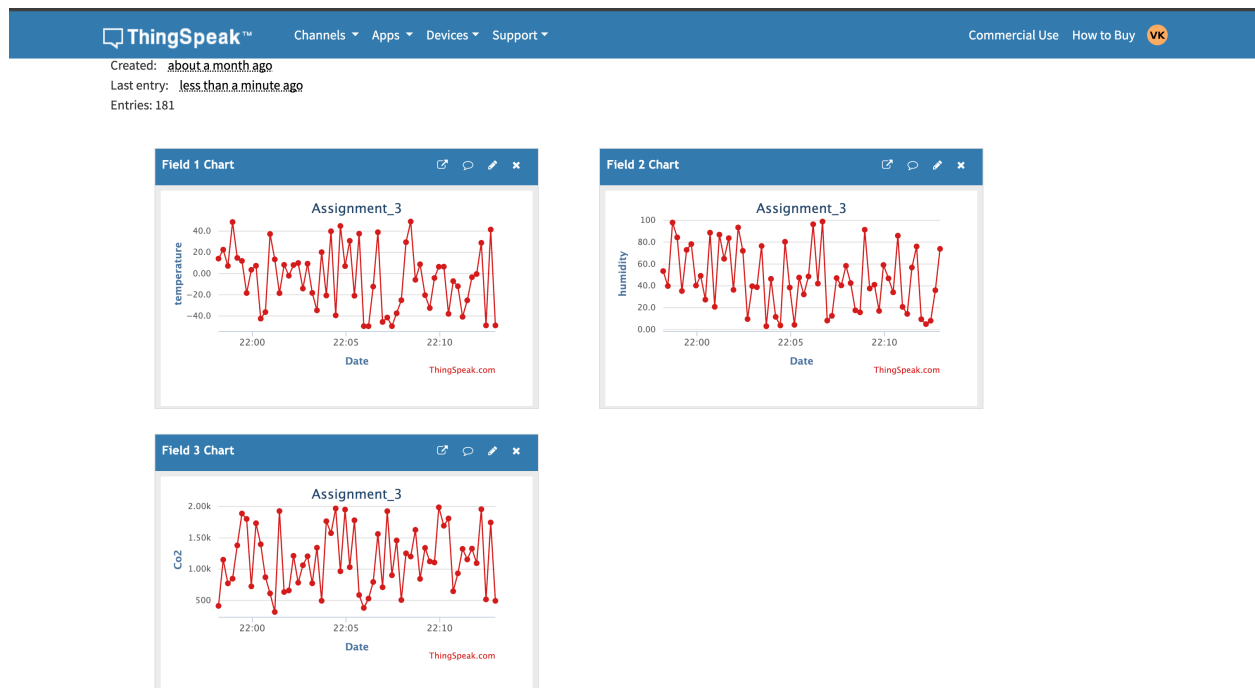 ThingSpeak™ Channels Apps Devices Support Commercial Use How to Buy VK
Created: about a month ago
Last entry: less than a minute ago
Entries: 181
Field 1 Chart
Assignment_3
temperature
40.0
20.0
0.00
−20.0
−40.0
22:00 22:05 22:10
Date
ThingSpeak.com
Field 2 Chart
Assignment_3
humidity
100
80.0
60.0
40.0
20.0
0.00
22:00 22:05 22:10
Date
ThingSpeak.com
Field 3 Chart
Assignment_3
Co2
2.00k
1.50k
1.00k
500
22:00 22:05 22:10
Date
ThingSpeak.com